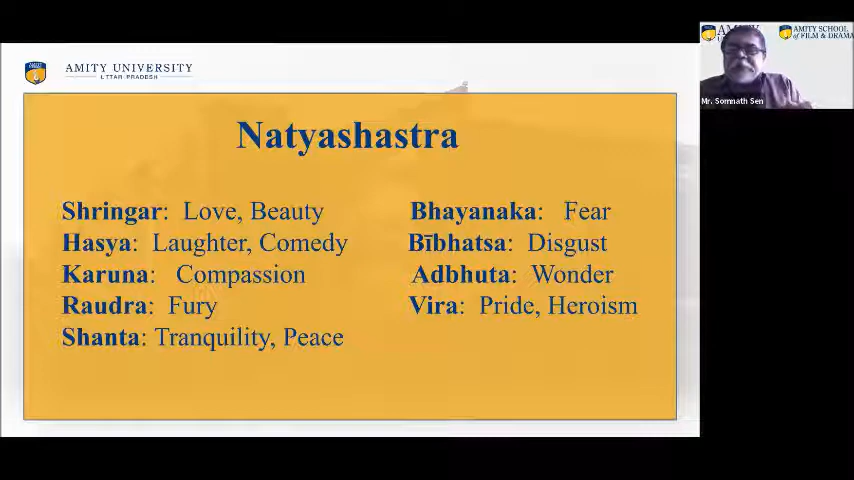 AMITY UNIVERSITY
UTTAR PRADESH
Natyashastra
Shringar: Love, Beauty
Hasya: Laughter, Comedy
Karuna: Compassion
Raudra: Fury
Shanta: Tranquility, Peace
Bhayanaka: Fear
Bībhatsa: Disgust
Adbhuta: Wonder
Vira: Pride, Heroism
AMITY SCHOOL
of FILM & DRAMA
Mr. Somnath Sen